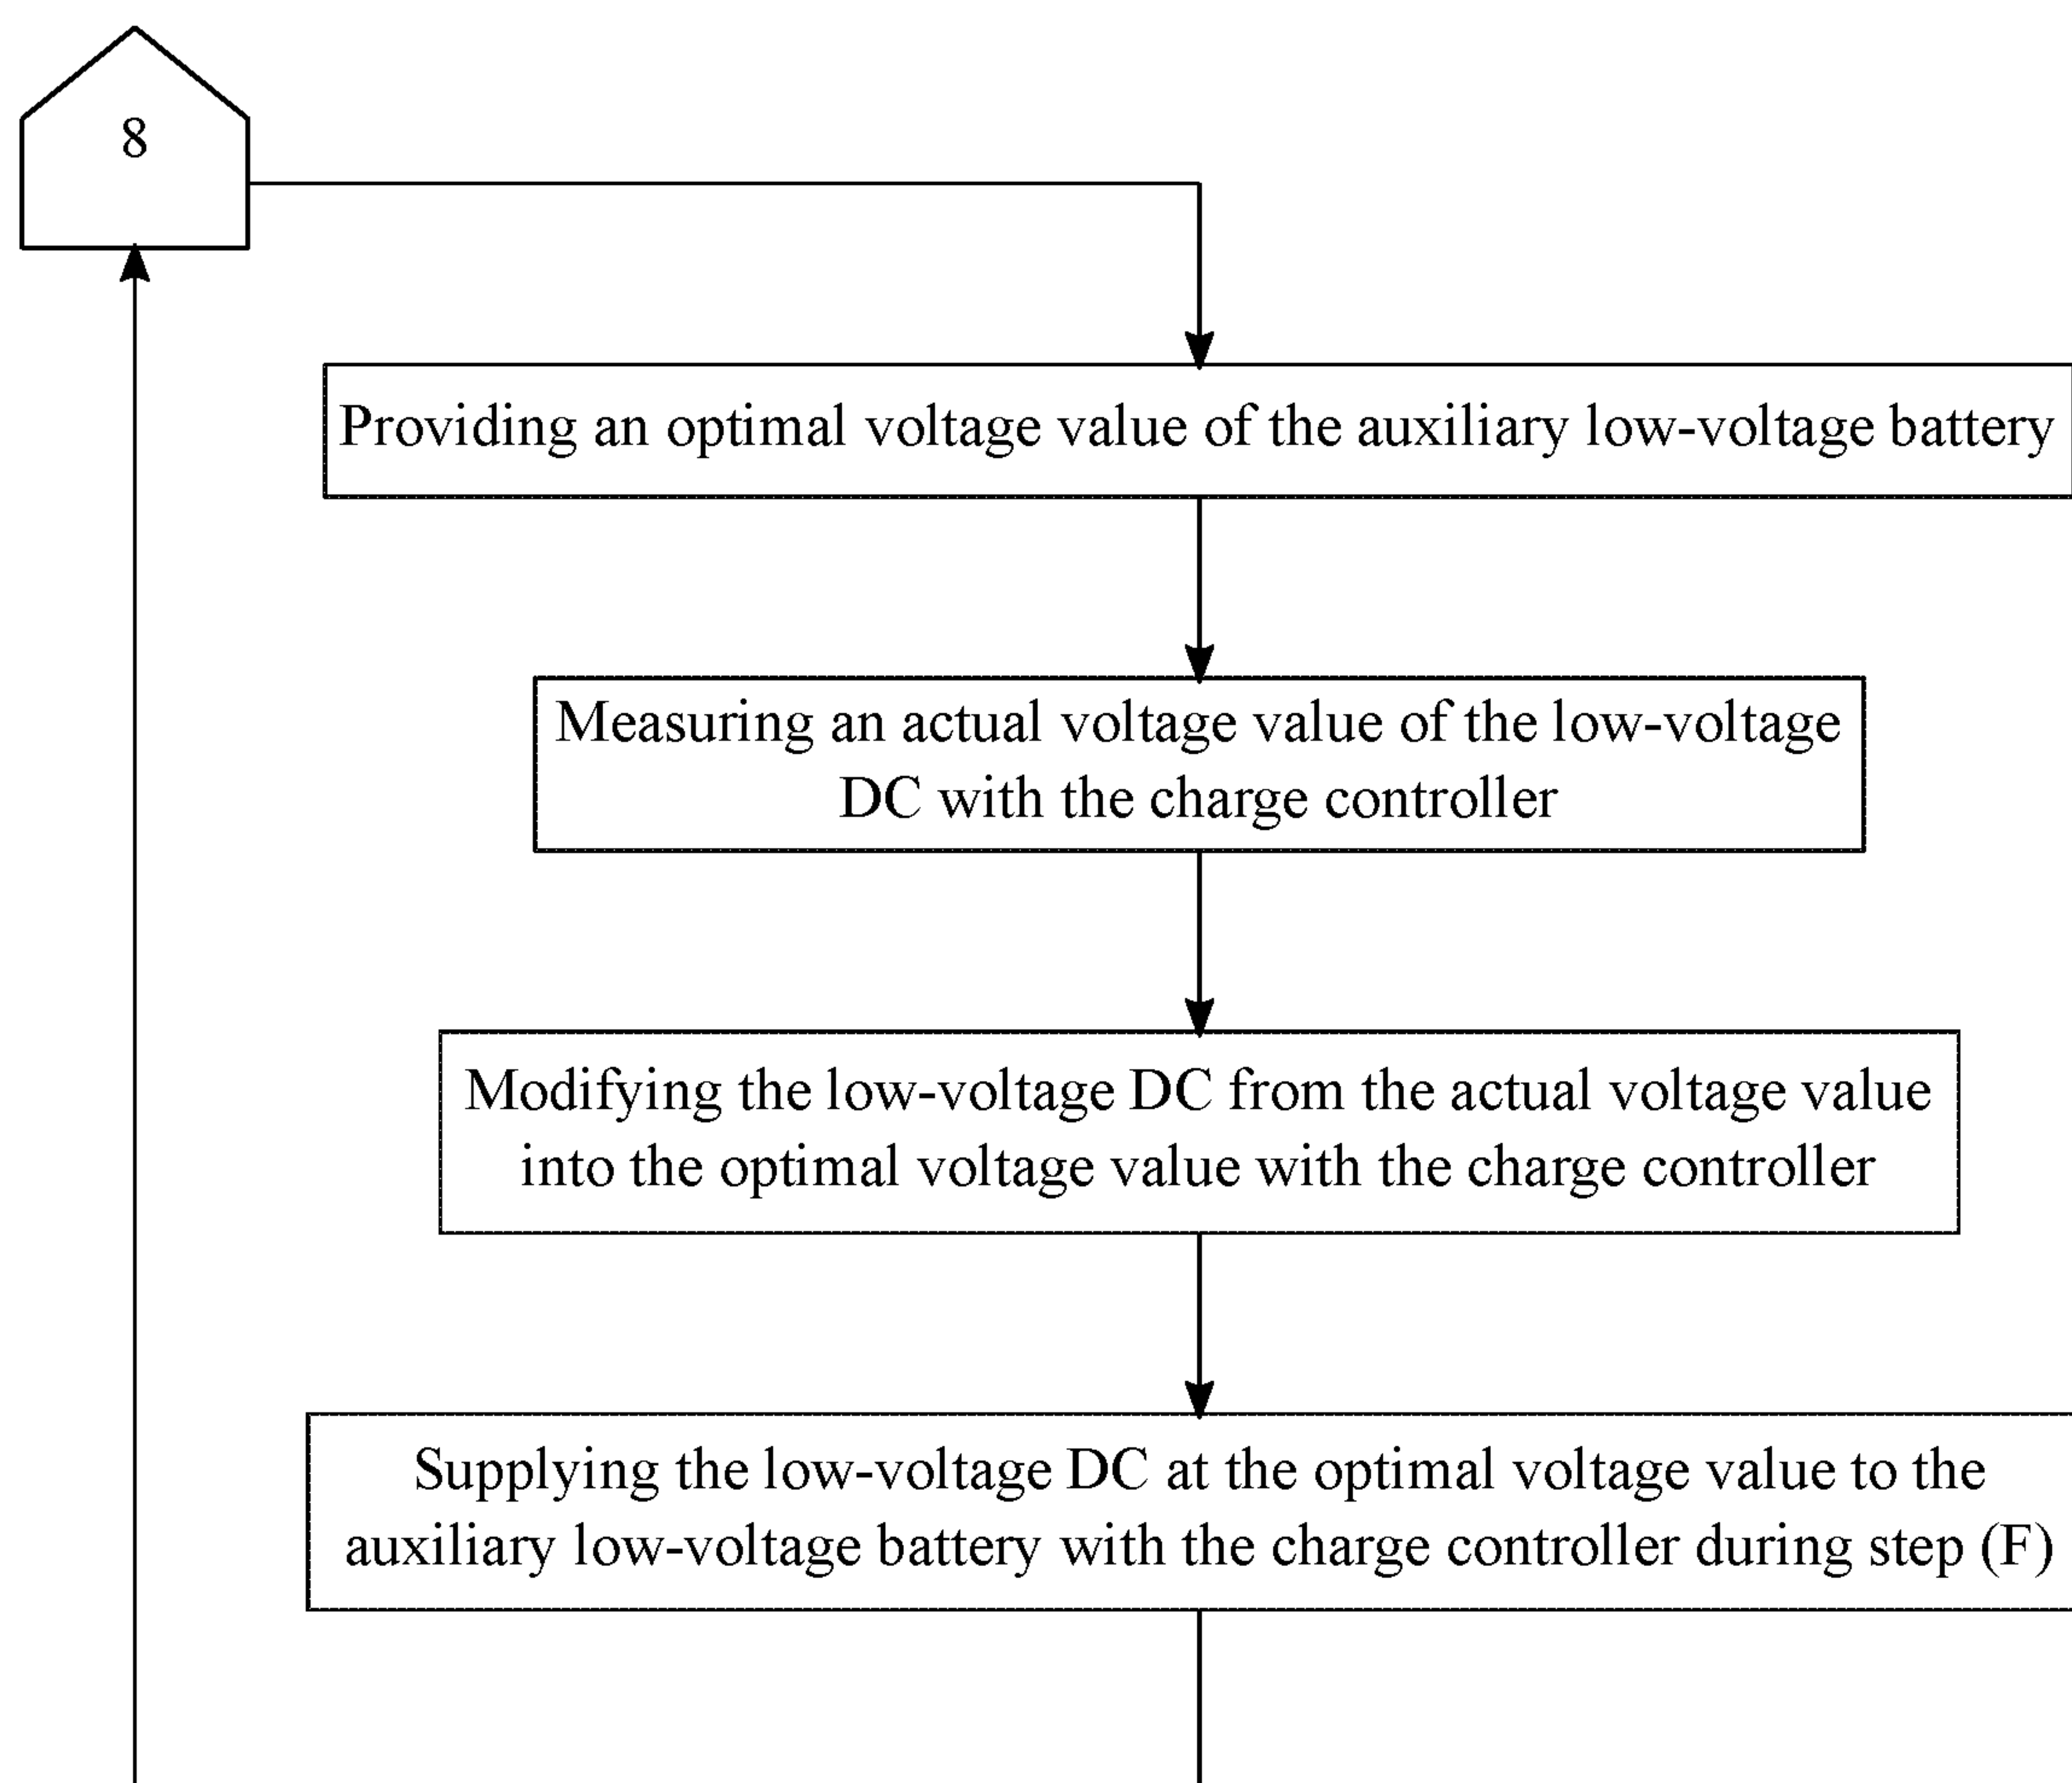 8
Providing an optimal voltage value of the auxiliary low-voltage battery
Measuring an actual voltage value of the low-voltage
DC with the charge controller
Modifying the low-voltage DC from the actual voltage value
into the optimal voltage value with the charge controller
Supplying the low-voltage DC at the optimal voltage value to the
auxiliary low-voltage battery with the charge controller during step (F)